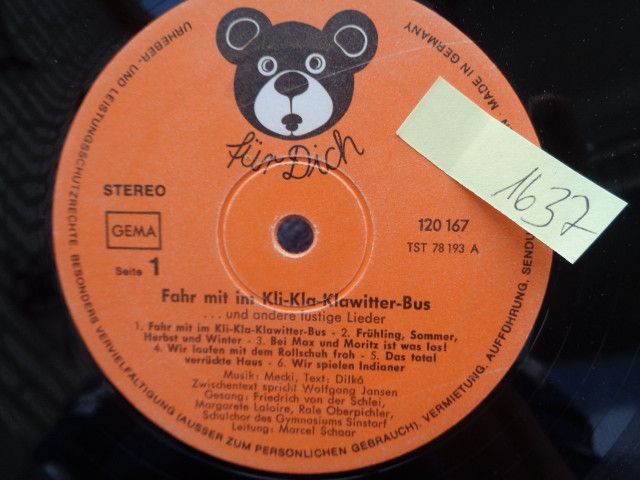 für Dich
STEREO
GEMA
Seite 1
120 167
TST 78 193 A
1637
Fahr mit im Kli-Kla-Klawitter-Bus
... und andere lustige Lieder
1. Fahr mit im Kli-Kla-Klawitter-Bus - 2. Frühling, Sommer,
Herbst und Winter - 3. Bei Max und Moritz ist was los!
4. Wir laufen mit dem Rollschuh froh - 5. Das total
verrückte Haus - 6. Wir spielen Indianer
Musik: Mecki, Text: Dilkö
Zwischentext spricht Wolfgang Jansen
Gesang: Friedrich von der Schlei,
Margarete Laloire, Rale Oberpichler,
Schulchor des Gymnasiums Sinstorf
Leitung: Marcel Schaar
URHEBER- UND LEISTUNGSSCHUTZRECHTE. BESONDERS VERVIELFÄLTIGUNG (AUSSER ZUM PERSÖNLICHEN GEBRAUCH), VERMIETUNG, AUFFÜHRUNG, SENDU
MADE IN GERMANY